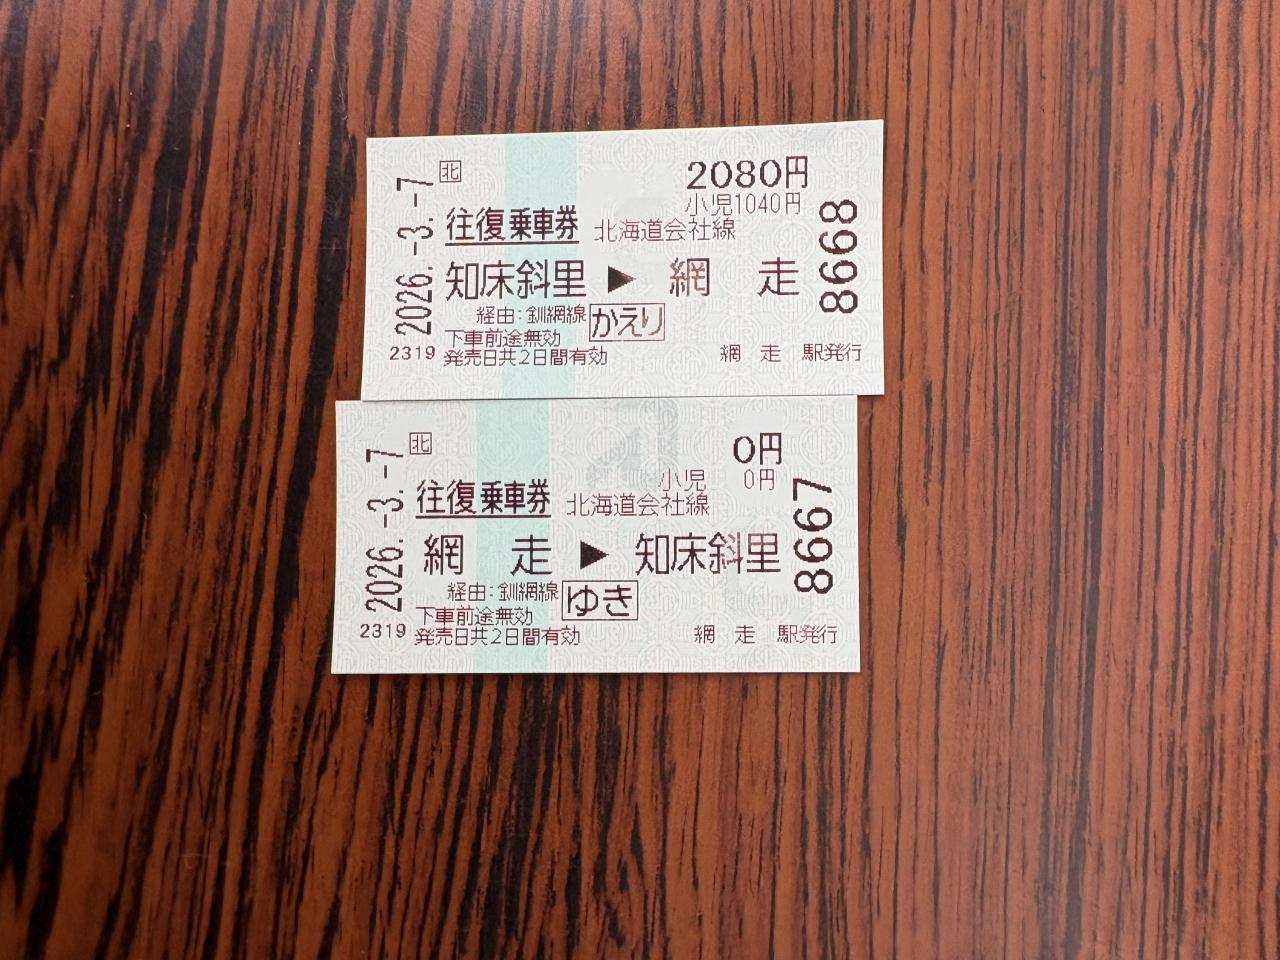 2026.-3.-7
北
2080円
小児1040円
往復乗車券 北海道会社線
知床斜里 ▶ 網 走
経由:釧網線 かえり
下車前途無効
2319 発売日共2日間有効 網 走 駅発行
8668
2026.-3.-7
北
0円
小児 0円
往復乗車券 北海道会社線
網 走 ▶ 知床斜里
経由:釧網線 ゆき
下車前途無効
2319 発売日共2日間有効 網 走 駅発行
8667